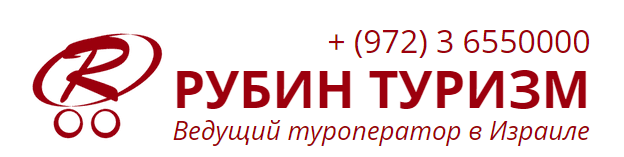 R
+ (972) 3 6550000
РУБИН ТУРИЗМ
Ведущий туроператор в Израиле